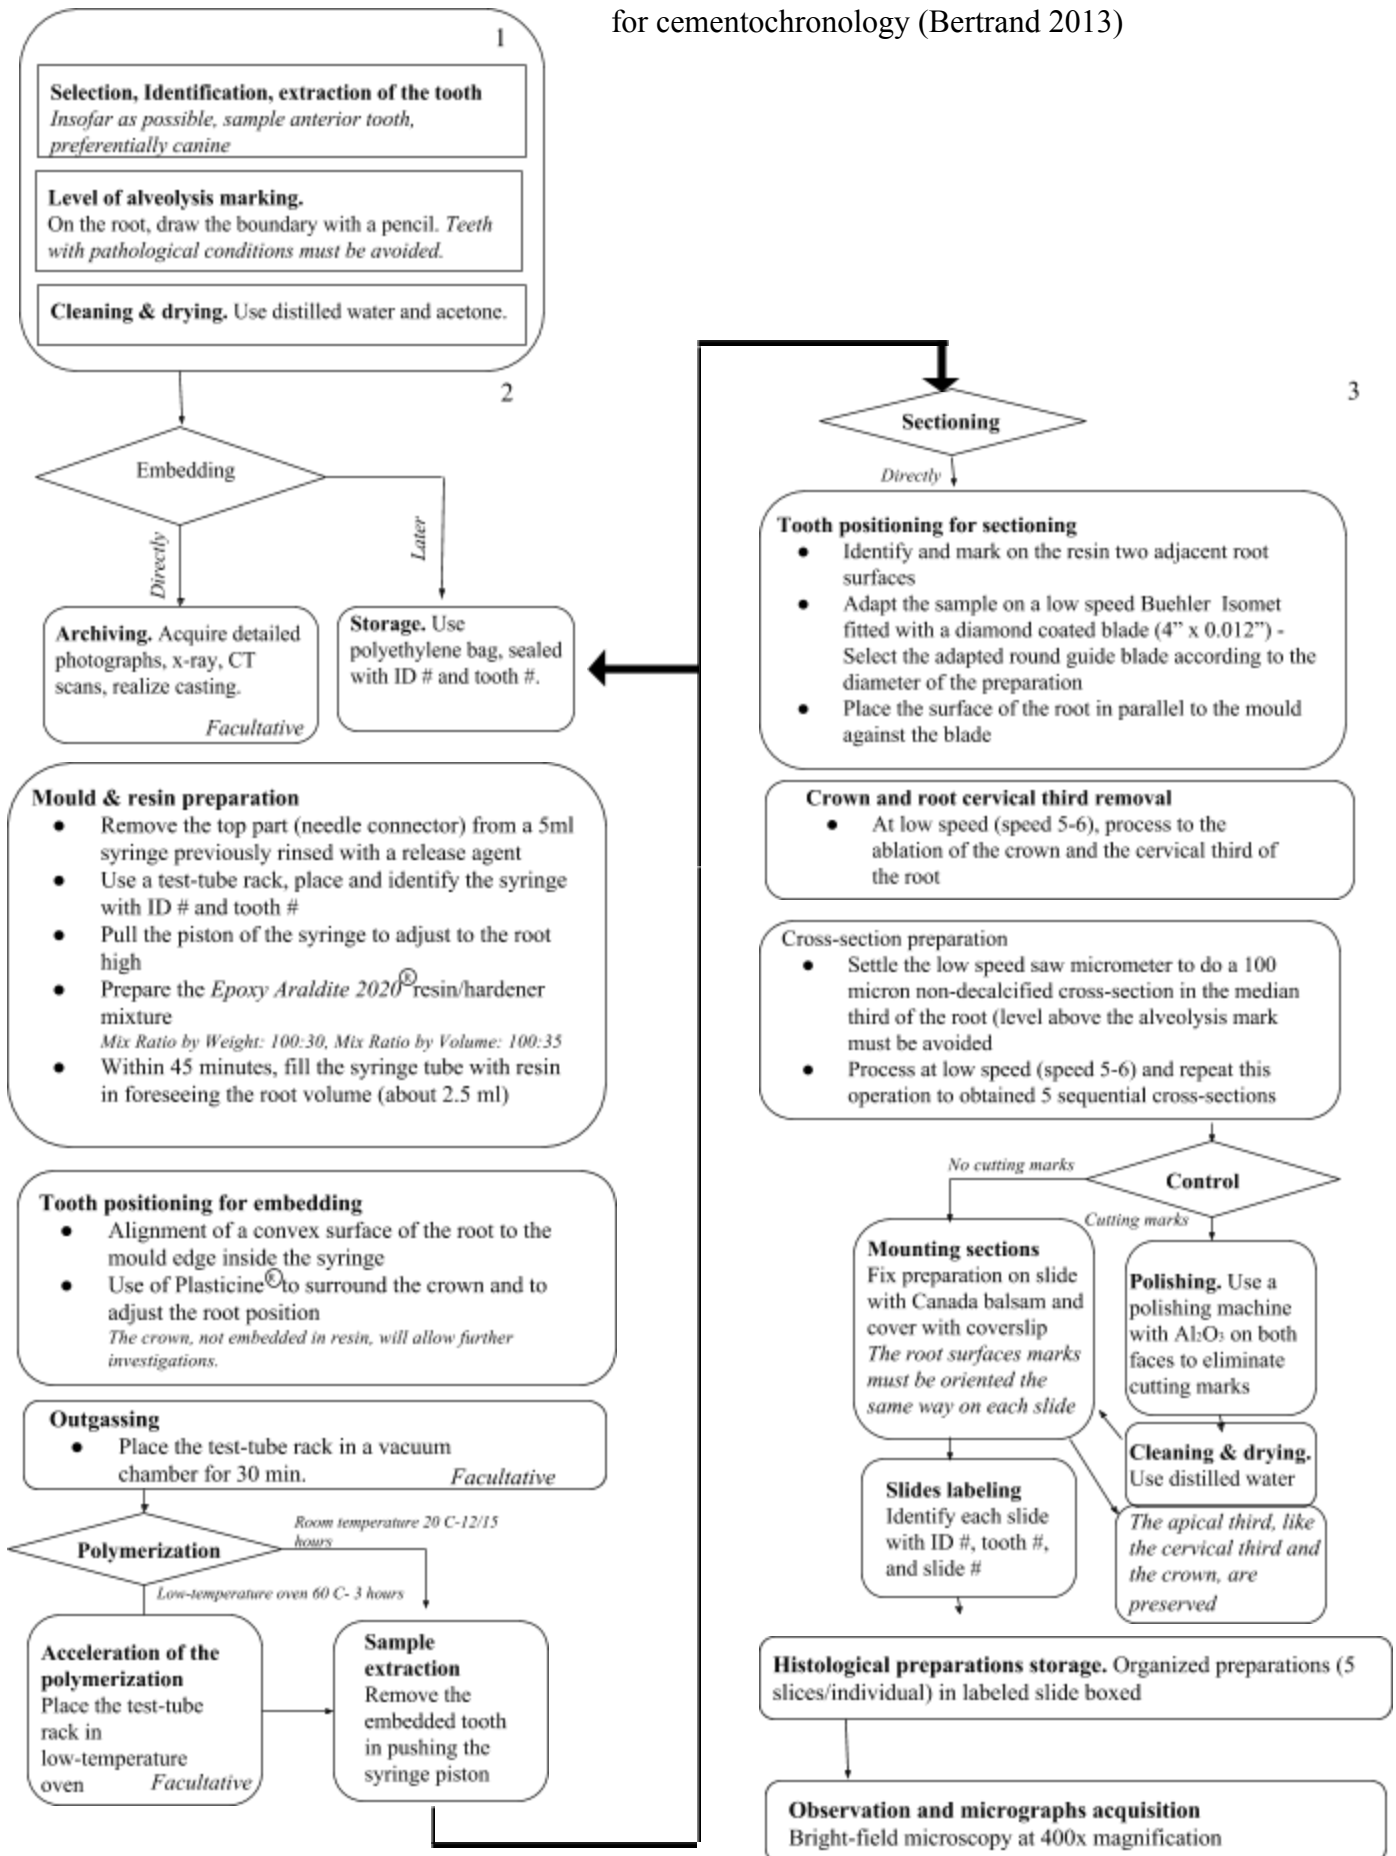 for cementochronology (Bertrand 2013)
1
Selection, Identification, extraction of the tooth
Insofar as possible, sample anterior tooth,
preferentially canine
Level of alveolysis marking.
On the root, draw the boundary with a pencil. Teeth
with pathological conditions must be avoided.
Cleaning & drying. Use distilled water and acetone.
2
Embedding
Directly
Later
Archiving. Acquire detailed
photographs, x-ray, CT
scans, realize casting.
Facultative
Storage. Use
polyethylene bag, sealed
with ID # and tooth #.
Mould & resin preparation
● Remove the top part (needle connector) from a 5ml
syringe previously rinsed with a release agent
● Use a test-tube rack, place and identify the syringe
with ID # and tooth #
● Pull the piston of the syringe to adjust to the root
high
● Prepare the Epoxy Araldite 2020® resin/hardener
mixture
Mix Ratio by Weight: 100:30, Mix Ratio by Volume: 100:35
● Within 45 minutes, fill the syringe tube with resin
in foreseeing the root volume (about 2.5 ml)
Tooth positioning for embedding
● Alignment of a convex surface of the root to the
mould edge inside the syringe
● Use of Plasticine® to surround the crown and to
adjust the root position
The crown, not embedded in resin, will allow further
investigations.
Outgassing
● Place the test-tube rack in a vacuum
chamber for 30 min.
Facultative
Polymerization
Room temperature 20 C-12/15
hours
Low-temperature oven 60 C- 3 hours
Acceleration of the
polymerization
Place the test-tube
rack in
low-temperature
oven
Facultative
Sample
extraction
Remove the
embedded tooth
in pushing the
syringe piston
3
Sectioning
Directly
Tooth positioning for sectioning
● Identify and mark on the resin two adjacent root
surfaces
● Adapt the sample on a low speed Buehler Isomet
fitted with a diamond coated blade (4” x 0.012”) -
Select the adapted round guide blade according to the
diameter of the preparation
● Place the surface of the root in parallel to the mould
against the blade
Crown and root cervical third removal
● At low speed (speed 5-6), process to the
ablation of the crown and the cervical third of
the root
Cross-section preparation
● Settle the low speed saw micrometer to do a 100
micron non-decalcified cross-section in the median
third of the root (level above the alveolysis mark
must be avoided
● Process at low speed (speed 5-6) and repeat this
operation to obtained 5 sequential cross-sections
Control
No cutting marks
Cutting marks
Mounting sections
Fix preparation on slide
with Canada balsam and
cover with coverslip
The root surfaces marks
must be oriented the
same way on each slide
Polishing. Use a
polishing machine
with Al2O3 on both
faces to eliminate
cutting marks
Cleaning & drying.
Use distilled water
Slides labeling
Identify each slide
with ID #, tooth #,
and slide #
The apical third, like
the cervical third and
the crown, are
preserved
Histological preparations storage. Organized preparations (5
slices/individual) in labeled slide boxed
Observation and micrographs acquisition
Bright-field microscopy at 400x magnification